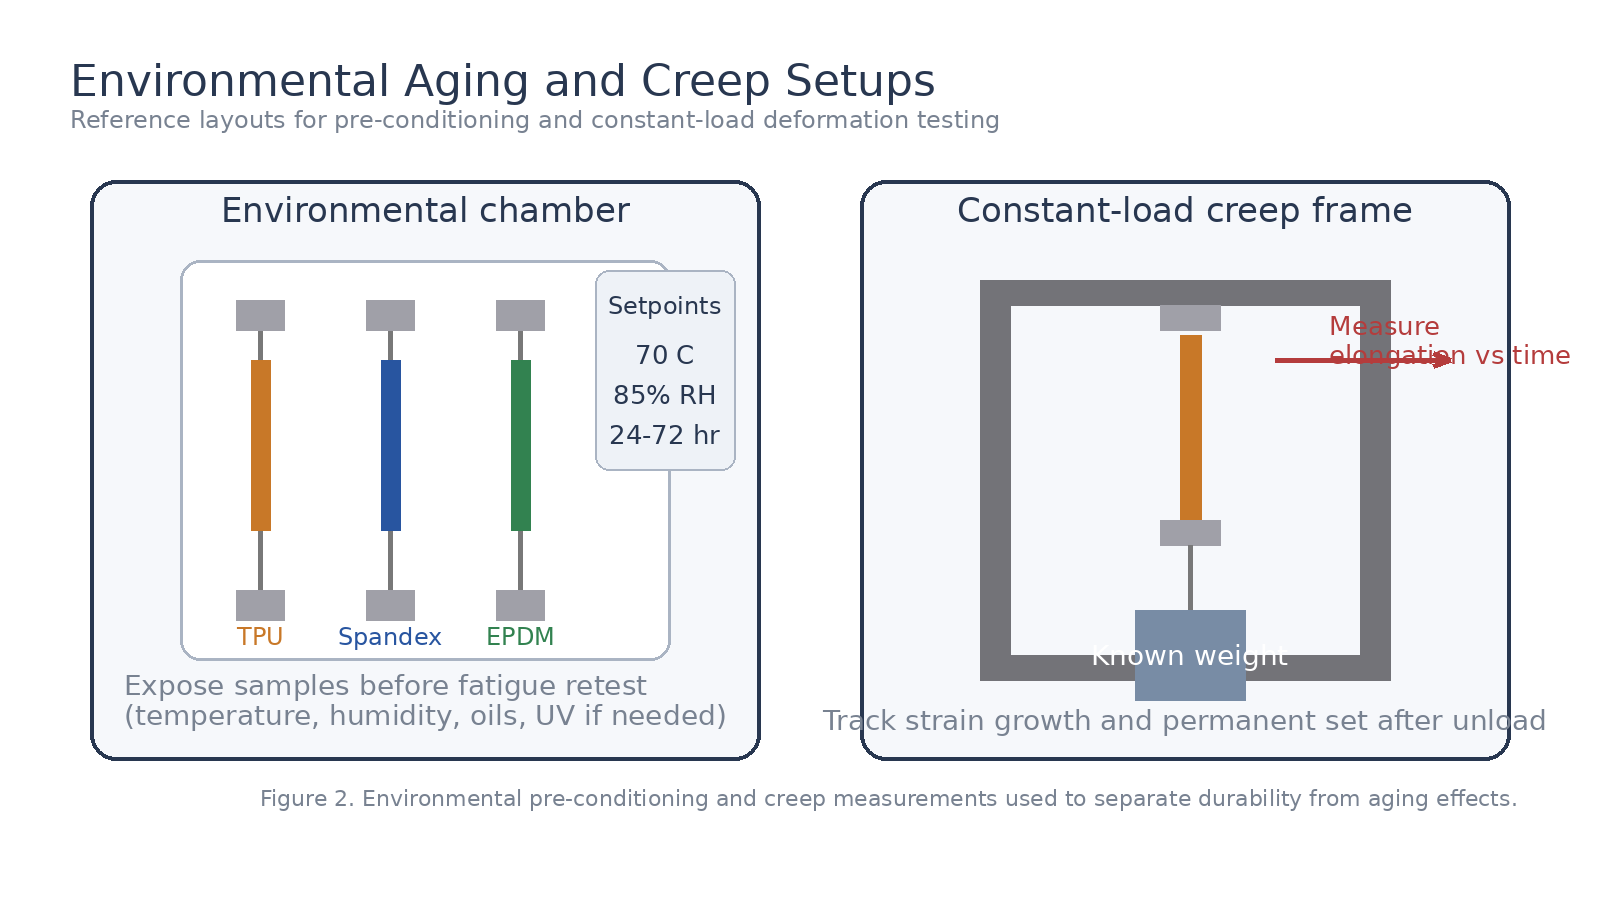 Environmental Aging and Creep Setups
Reference layouts for pre-conditioning and constant-load deformation testing
Environmental chamber
Setpoints
70 C
85% RH
24-72 hr
TPU
Spandex
EPDM
Expose samples before fatigue retest
(temperature, humidity, oils, UV if needed)
Constant-load creep frame
Measure
elongation vs time
Known weight
Track strain growth and permanent set after unload
Figure 2. Environmental pre-conditioning and creep measurements used to separate durability from aging effects.